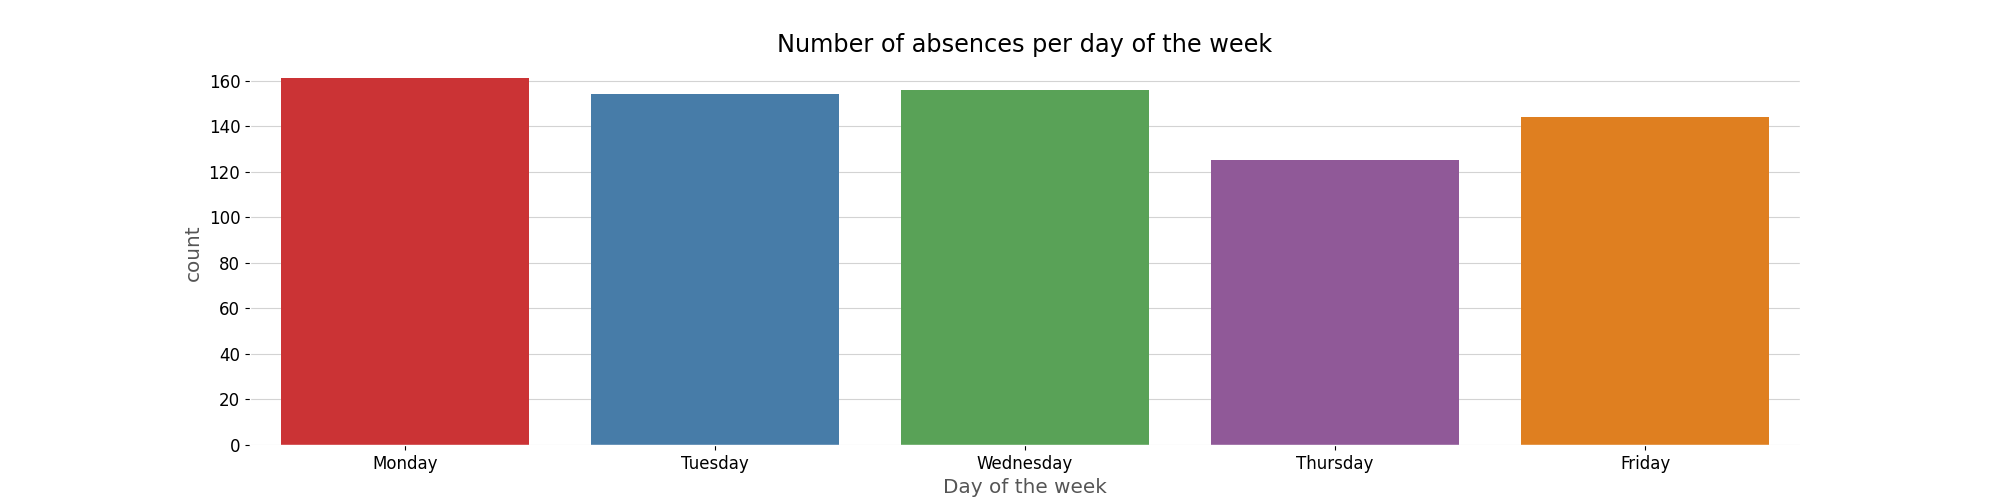 Number of absences per day of the week
160
140
120
100
80
60
40
20
0
count
Monday Tuesday Wednesday Thursday Friday
Day of the week